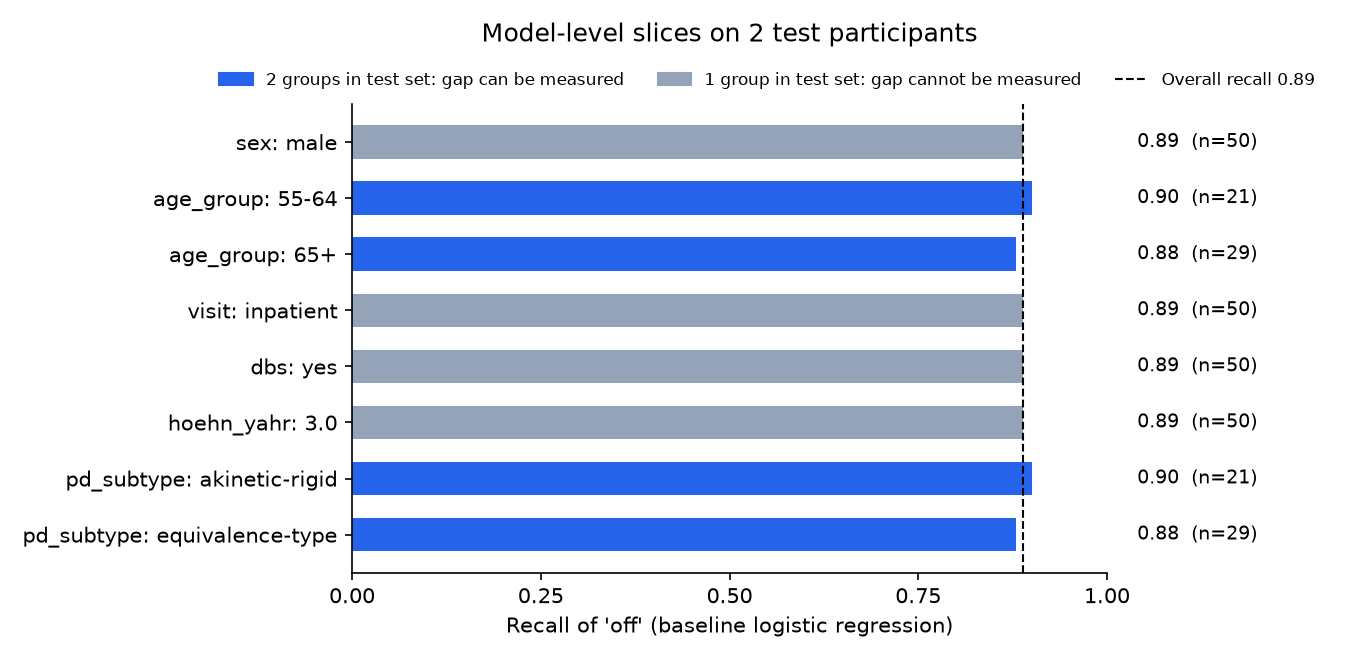 Model-level slices on 2 test participants
2 groups in test set: gap can be measured
1 group in test set: gap cannot be measured
Overall recall 0.89
sex: male 0.89 (n=50)
age_group: 55-64 0.90 (n=21)
age_group: 65+ 0.88 (n=29)
visit: inpatient 0.89 (n=50)
dbs: yes 0.89 (n=50)
hoehn_yahr: 3.0 0.89 (n=50)
pd_subtype: akinetic-rigid 0.90 (n=21)
pd_subtype: equivalence-type 0.88 (n=29)
0.00 0.25 0.50 0.75 1.00
Recall of 'off' (baseline logistic regression)